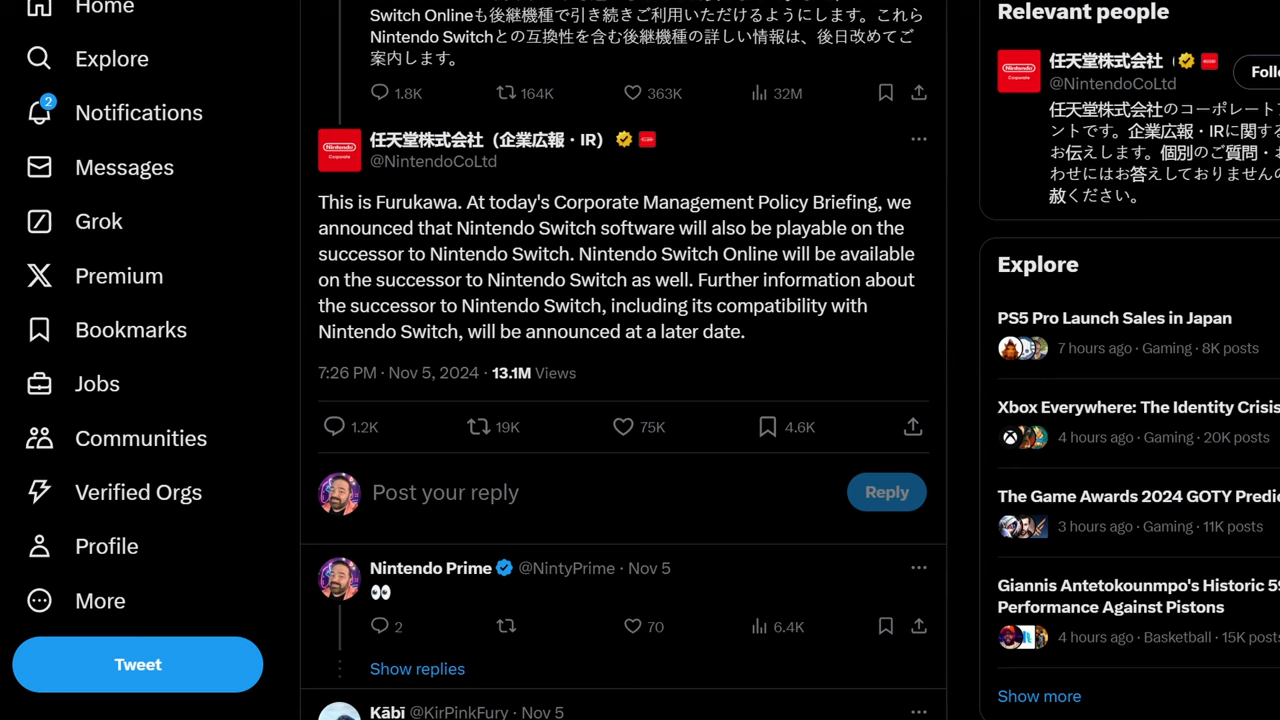 Home
Explore
2
Notifications
Messages
Grok
Premium
Bookmarks
Jobs
Communities
Verified Orgs
Profile
More
Tweet
Switch Onlineも後継機種で引き続きご利用いただけるようにします。これら
Nintendo Switchとの互換性を含む後継機種の詳しい情報は、後日改めてご
案内します。
1.8K 164K 363K 32M
任天堂株式会社（企業広報・IR）
@NintendoCoLtd
This is Furukawa. At today's Corporate Management Policy Briefing, we
announced that Nintendo Switch software will also be playable on the
successor to Nintendo Switch. Nintendo Switch Online will be available
on the successor to Nintendo Switch as well. Further information about
the successor to Nintendo Switch, including its compatibility with
Nintendo Switch, will be announced at a later date.
7:26 PM · Nov 5, 2024 · 13.1M Views
1.2K 19K 75K 4.6K
Post your reply
Reply
Nintendo Prime @NintyPrime · Nov 5
👀
2 70 6.4K
Show replies
Kābī @KirPinkFury · Nov 5
Relevant people
Nintendo
Corporate
任天堂株式会社（
@NintendoCoLtd
Foll
任天堂株式会社のコーポレートア
ントです。企業広報・IRに関する
お伝えします。個別のご質問・お
わせにはお答えしておりませんの
赦ください。
Explore
PS5 Pro Launch Sales in Japan
7 hours ago · Gaming · 8K posts
Xbox Everywhere: The Identity Crisis
4 hours ago · Gaming · 20K posts
The Game Awards 2024 GOTY Predic
3 hours ago · Gaming · 11K posts
Giannis Antetokounmpo's Historic 59
Performance Against Pistons
4 hours ago · Basketball · 15K posts
Show more